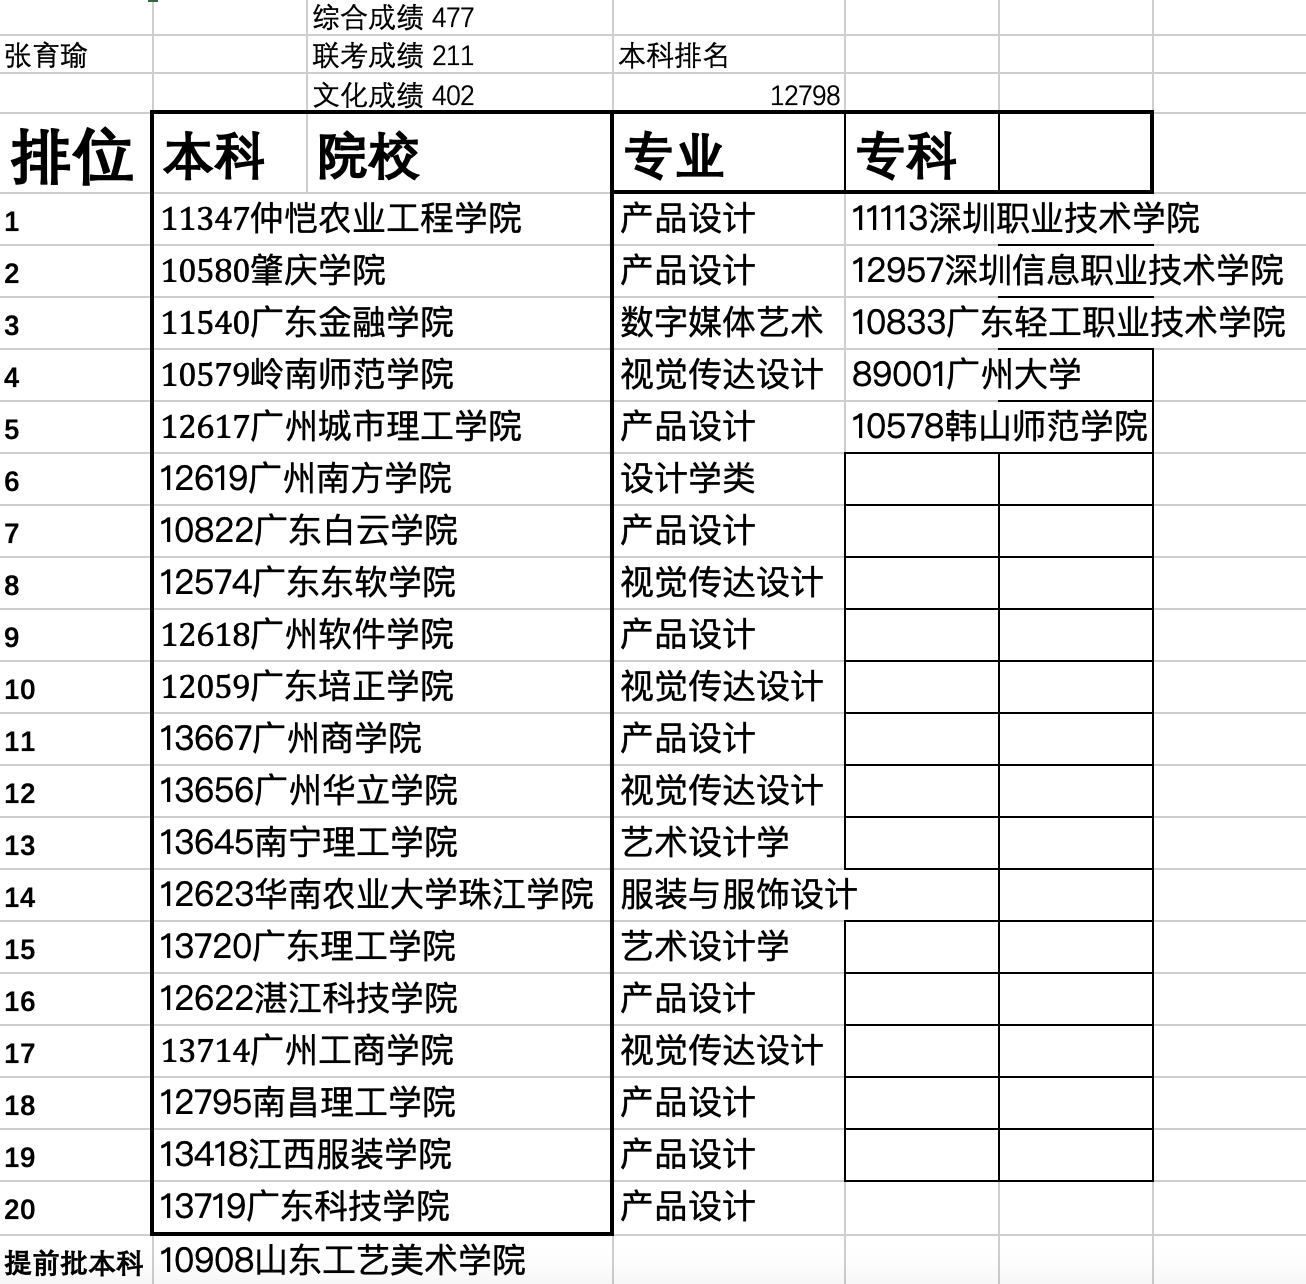 综合成绩 477
张育瑜 联考成绩 211 本科排名
文化成绩 402 12798
排位 本科 院校 专业 专科
1 11347仲恺农业工程学院 产品设计 11113深圳职业技术学院
2 10580肇庆学院 产品设计 12957深圳信息职业技术学院
3 11540广东金融学院 数字媒体艺术 10833广东轻工职业技术学院
4 10579岭南师范学院 视觉传达设计 89001广州大学
5 12617广州城市理工学院 产品设计 10578韩山师范学院
6 12619广州南方学院 设计学类
7 10822广东白云学院 产品设计
8 12574广东东软学院 视觉传达设计
9 12618广州软件学院 产品设计
10 12059广东培正学院 视觉传达设计
11 13667广州商学院 产品设计
12 13656广州华立学院 视觉传达设计
13 13645南宁理工学院 艺术设计学
14 12623华南农业大学珠江学院 服装与服饰设计
15 13720广东理工学院 艺术设计学
16 12622湛江科技学院 产品设计
17 13714广州工商学院 视觉传达设计
18 12795南昌理工学院 产品设计
19 13418江西服装学院 产品设计
20 13719广东科技学院 产品设计
提前批本科 10908山东工艺美术学院